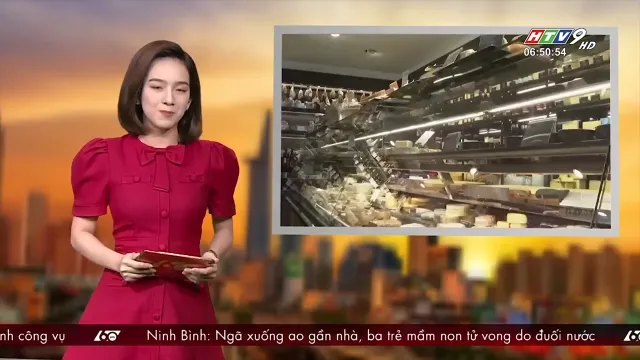 HTV9 HD
06:50:54
nh công vụ 60 Ninh Bình: Ngã xuống ao gần nhà, ba trẻ mầm non tử vong do đuối nước